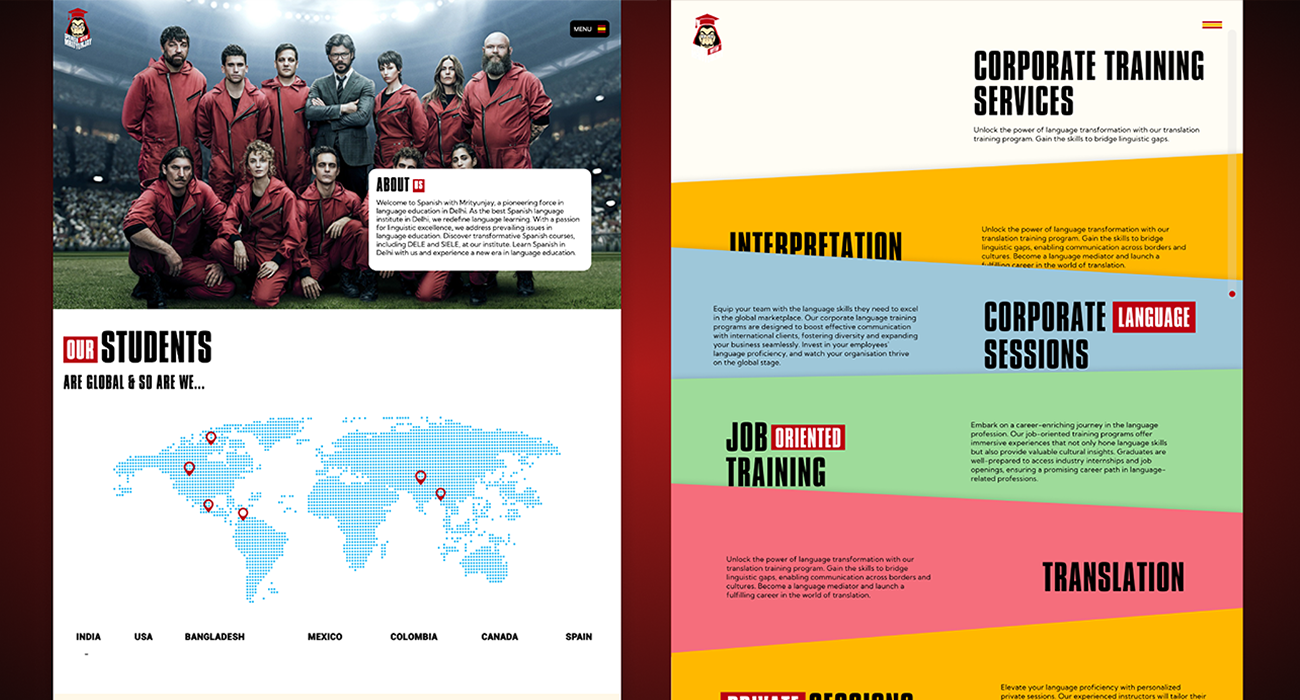 MENU
ABOUT US
Welcome to Spanish with Mrityunjay, a pioneering force in
language education in Delhi. As the best Spanish language
institute in Delhi, we redefine language learning. With a passion
for linguistic excellence, we address prevailing issues in
language education. Discover transformative Spanish courses,
including DELE and SIELE, at our institute. Learn Spanish in
Delhi with us and experience a new era in language education.
OUR STUDENTS
ARE GLOBAL & SO ARE WE...
INDIA USA BANGLADESH MEXICO COLOMBIA CANADA SPAIN
CORPORATE TRAINING
SERVICES
Unlock the power of language transformation with our translation
training program. Gain the skills to bridge linguistic gaps.
INTERPRETATION
Unlock the power of language transformation with our
translation training program. Gain the skills to bridge
linguistic gaps, enabling communication across borders and
cultures. Become a language mediator and launch a
fulfilling career in the world of translation.
Equip your team with the language skills they need to excel
in the global marketplace. Our corporate language training
programs are designed to boost effective communication
with international clients, fostering diversity and expanding
your business seamlessly. Invest in your employees'
language proficiency, and watch your organisation thrive
on the global stage.
CORPORATE LANGUAGE
SESSIONS
JOB ORIENTED
TRAINING
Embark on a career-enriching journey in the language
profession. Our job-oriented training programs offer
immersive experiences that not only hone language skills
but also provide valuable cultural insights. Graduates are
well-prepared to access industry internships and job
openings, ensuring a promising career path in language-
related professions.
Unlock the power of language transformation with our
translation training program. Gain the skills to bridge
linguistic gaps, enabling communication across borders and
cultures. Become a language mediator and launch a
fulfilling career in the world of translation.
TRANSLATION
PRIVATE SESSIONS
Elevate your language proficiency with personalized
private sessions. Our experienced instructors will tailor their